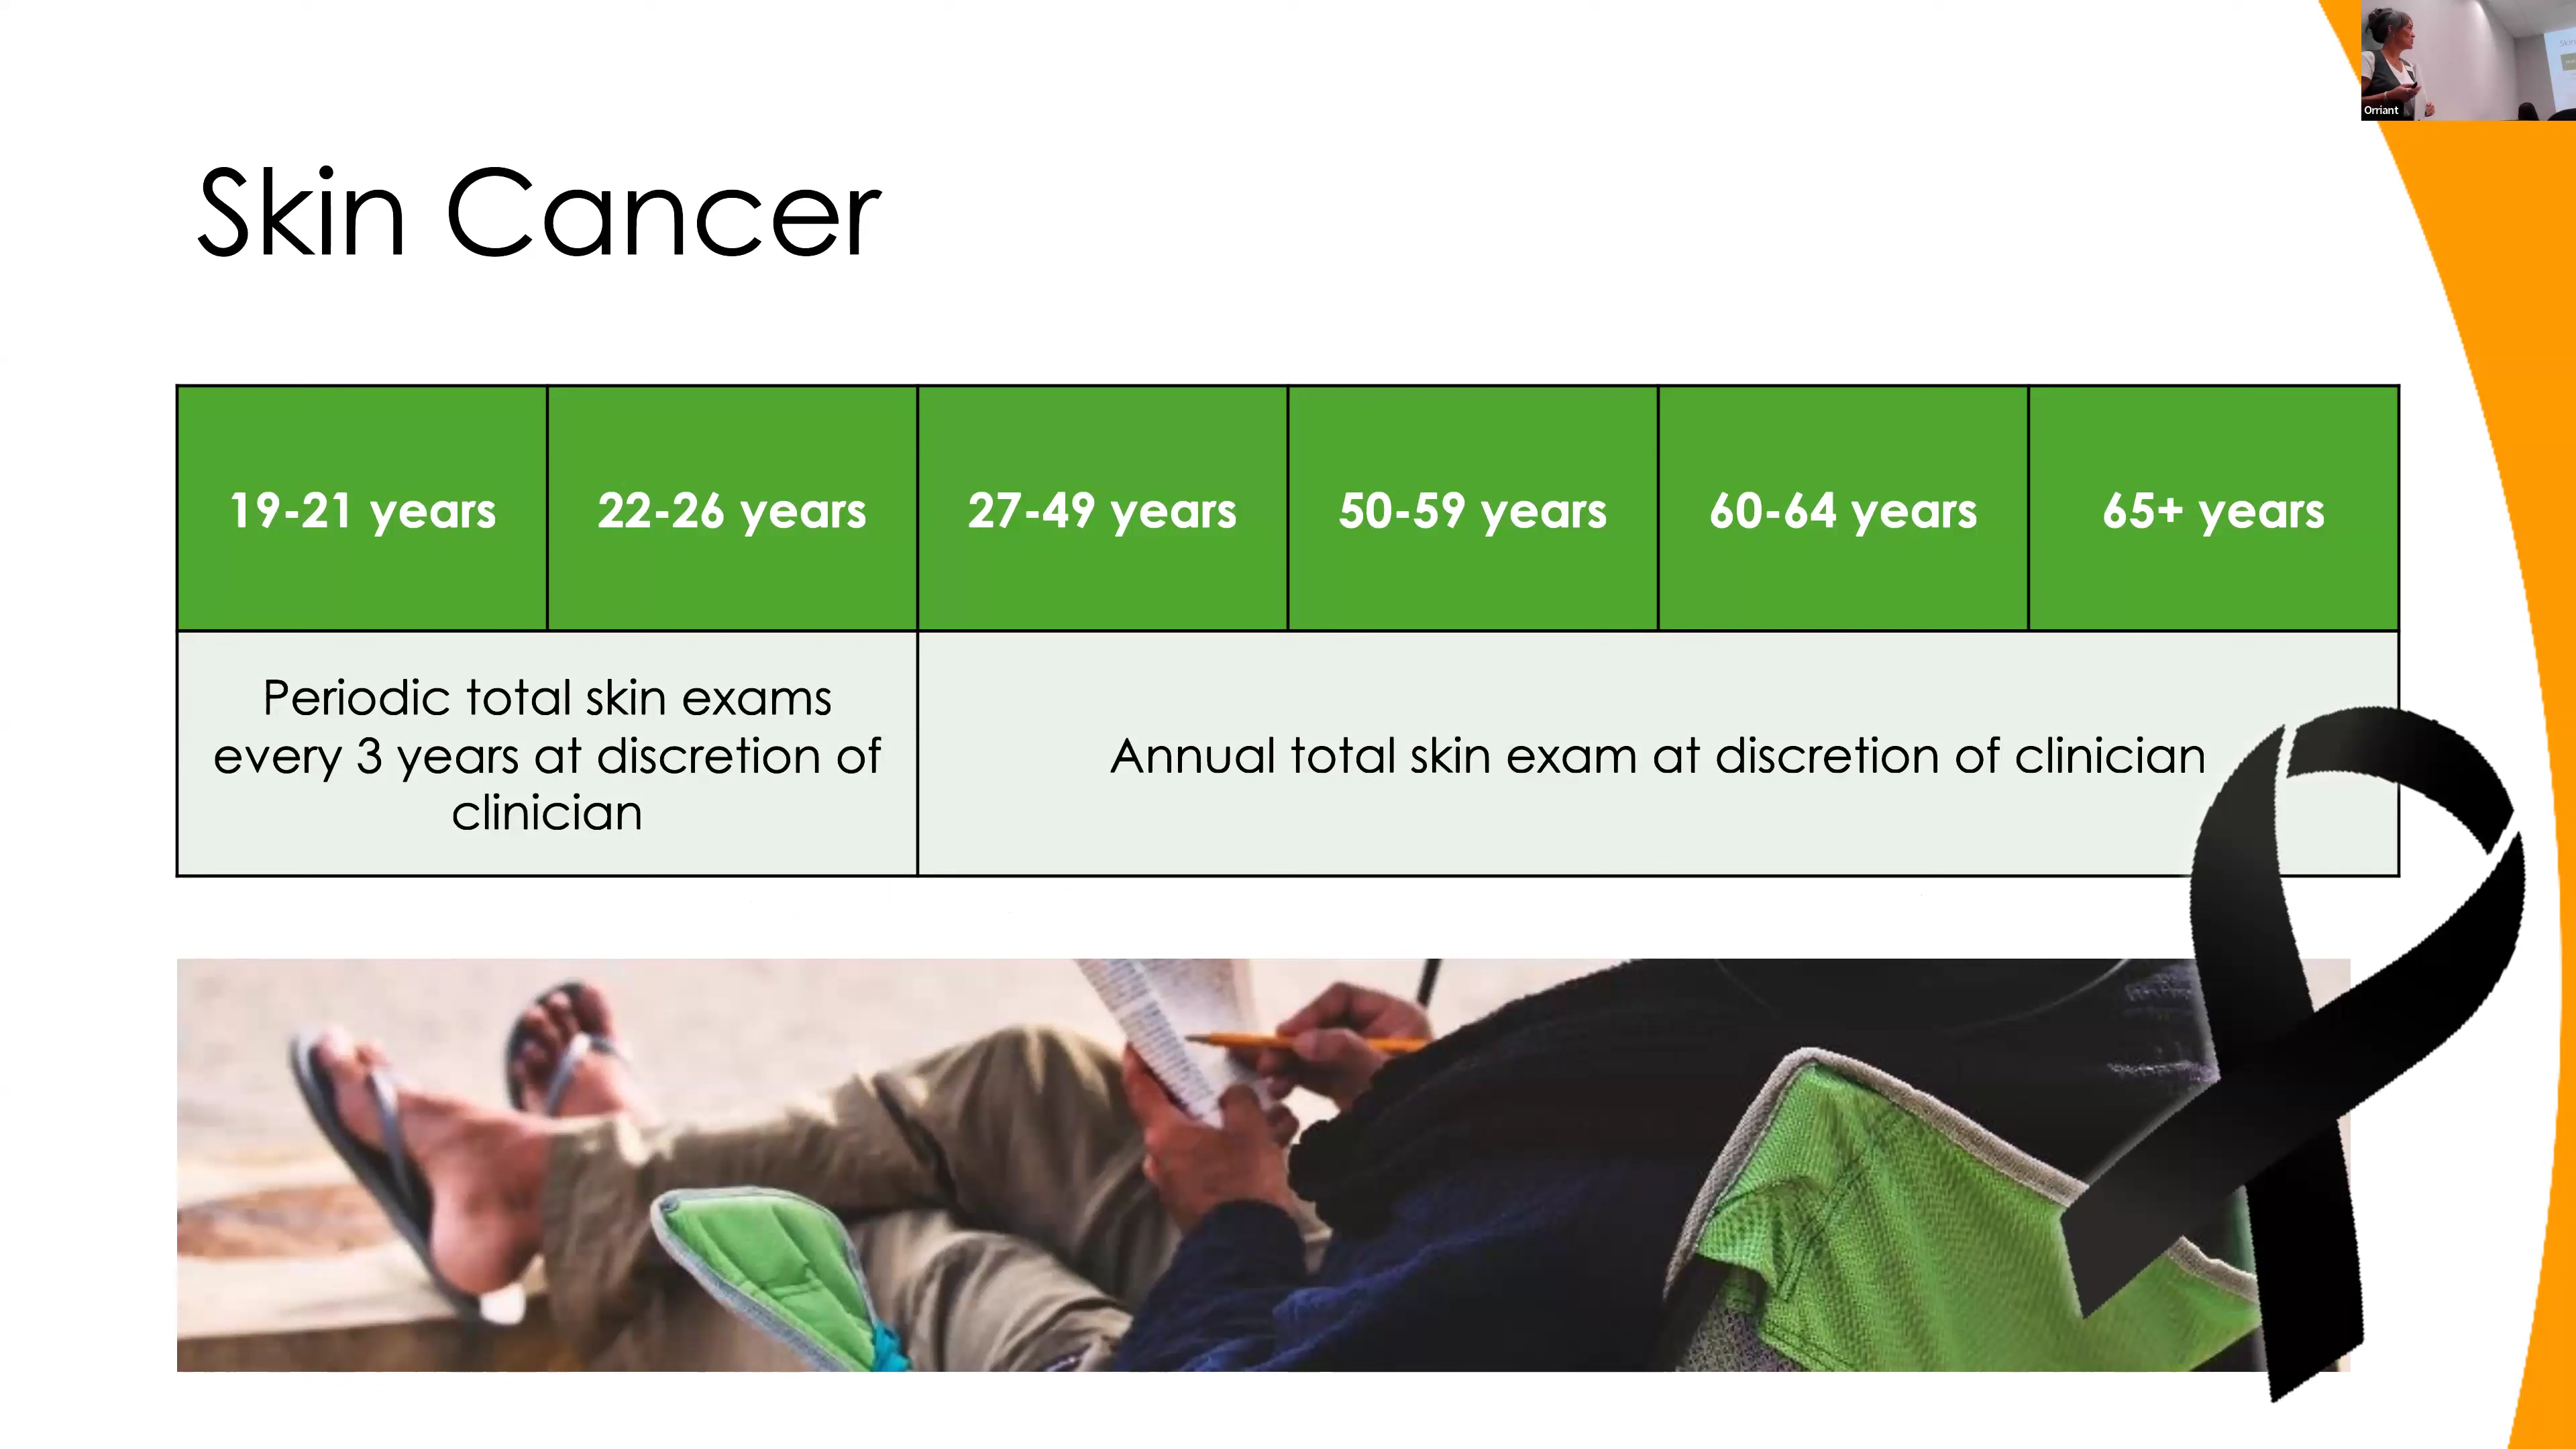 Orriant
Skin Cancer
19-21 years
22-26 years
27-49 years
50-59 years
60-64 years
65+ years
Periodic total skin exams
every 3 years at discretion of
clinician
Annual total skin exam at discretion of clinician